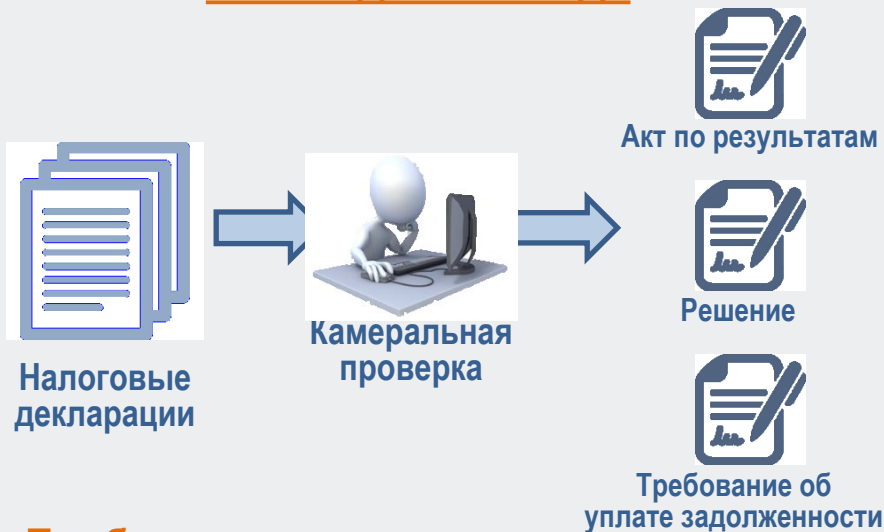 Налоговые
декларации
Камеральная
проверка
Акт по результатам
Решение
Требование об
уплате задолженности